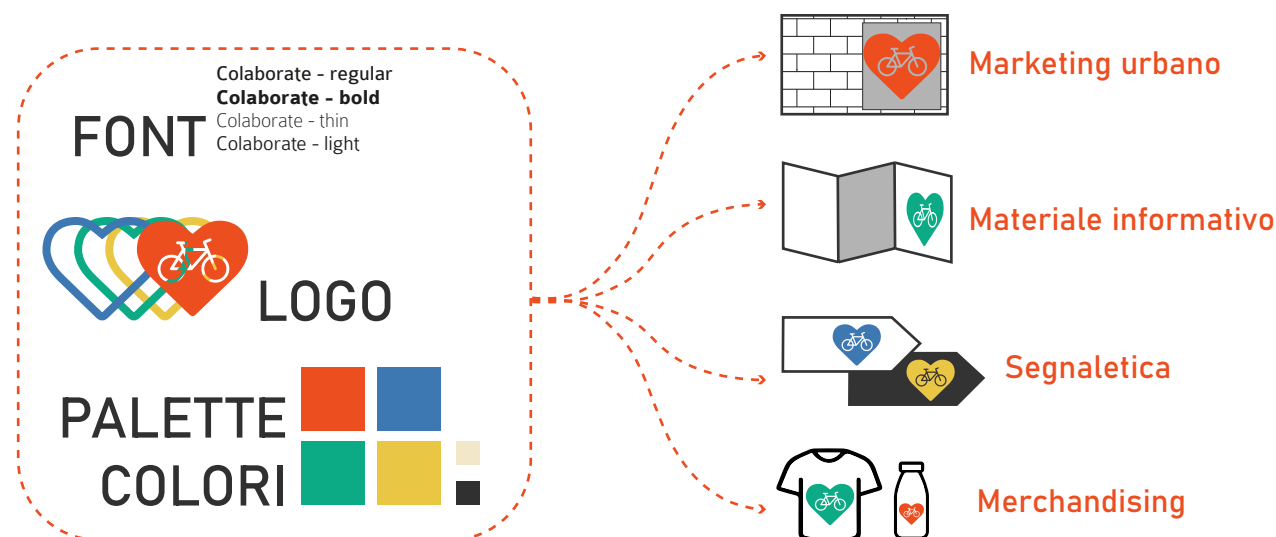 Colaborate - regular
Colaborate - bold
Colaborate - thin
Colaborate - light
FONT
LOGO
PALETTE
COLORI
Marketing urbano
Materiale informativo
Segnaletica
Merchandising